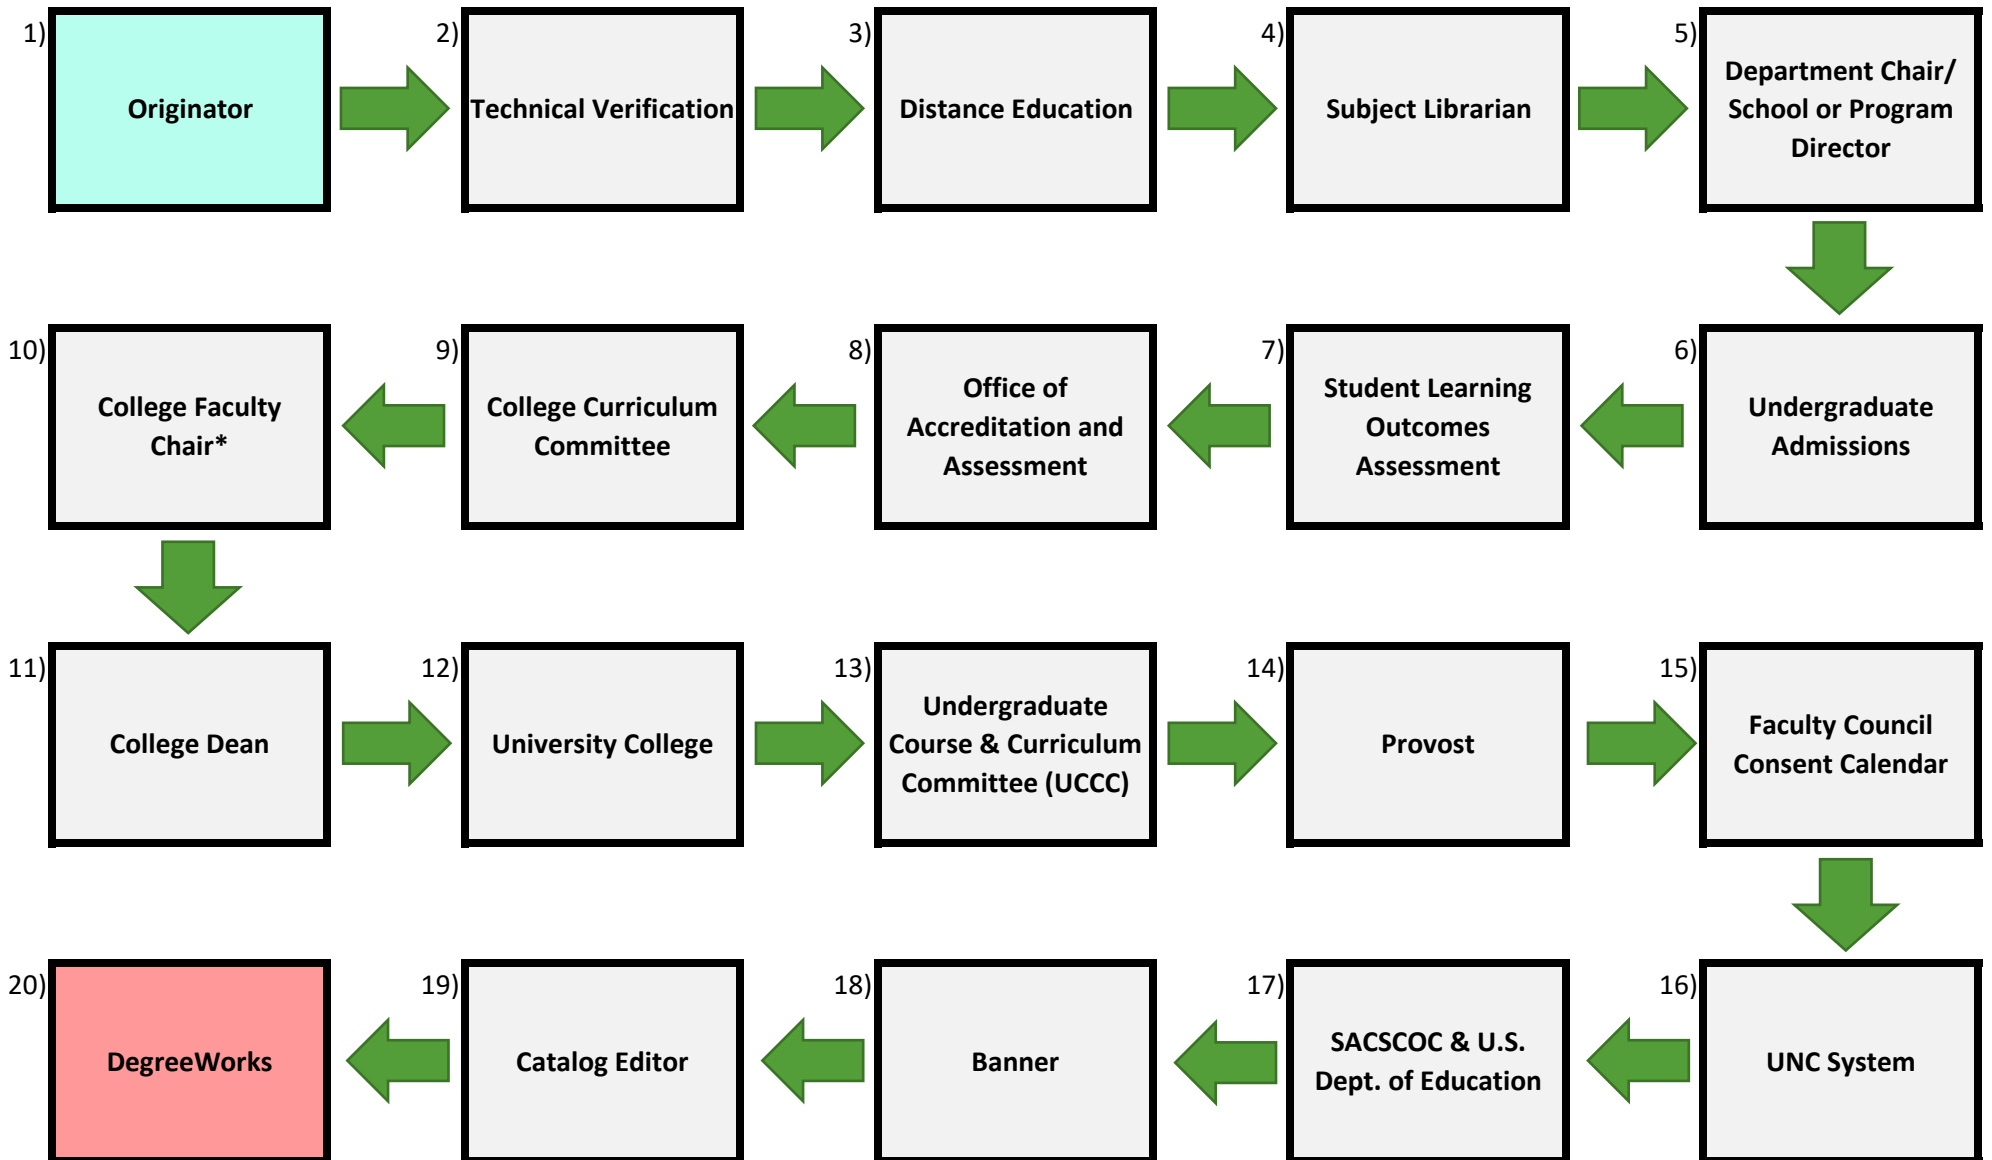 1)
Originator
2)
Technical Verification
3)
Distance Education
4)
Subject Librarian
5)
Department Chair/
School or Program
Director
6)
Undergraduate
Admissions
7)
Student Learning
Outcomes
Assessment
8)
Office of
Accreditation and
Assessment
9)
College Curriculum
Committee
10)
College Faculty
Chair*
11)
College Dean
12)
University College
13)
Undergraduate
Course & Curriculum
Committee (UCCC)
14)
Provost
15)
Faculty Council
Consent Calendar
16)
UNC System
17)
SACSCOC & U.S.
Dept. of Education
18)
Banner
19)
Catalog Editor
20)
DegreeWorks